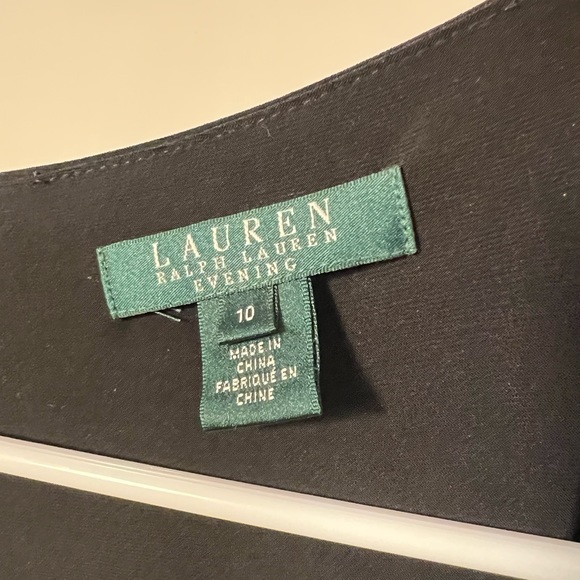 LAUREN
RALPH LAUREN
EVENING
10
MADE IN
CHINA
FABRIQUÉ EN
CHINE